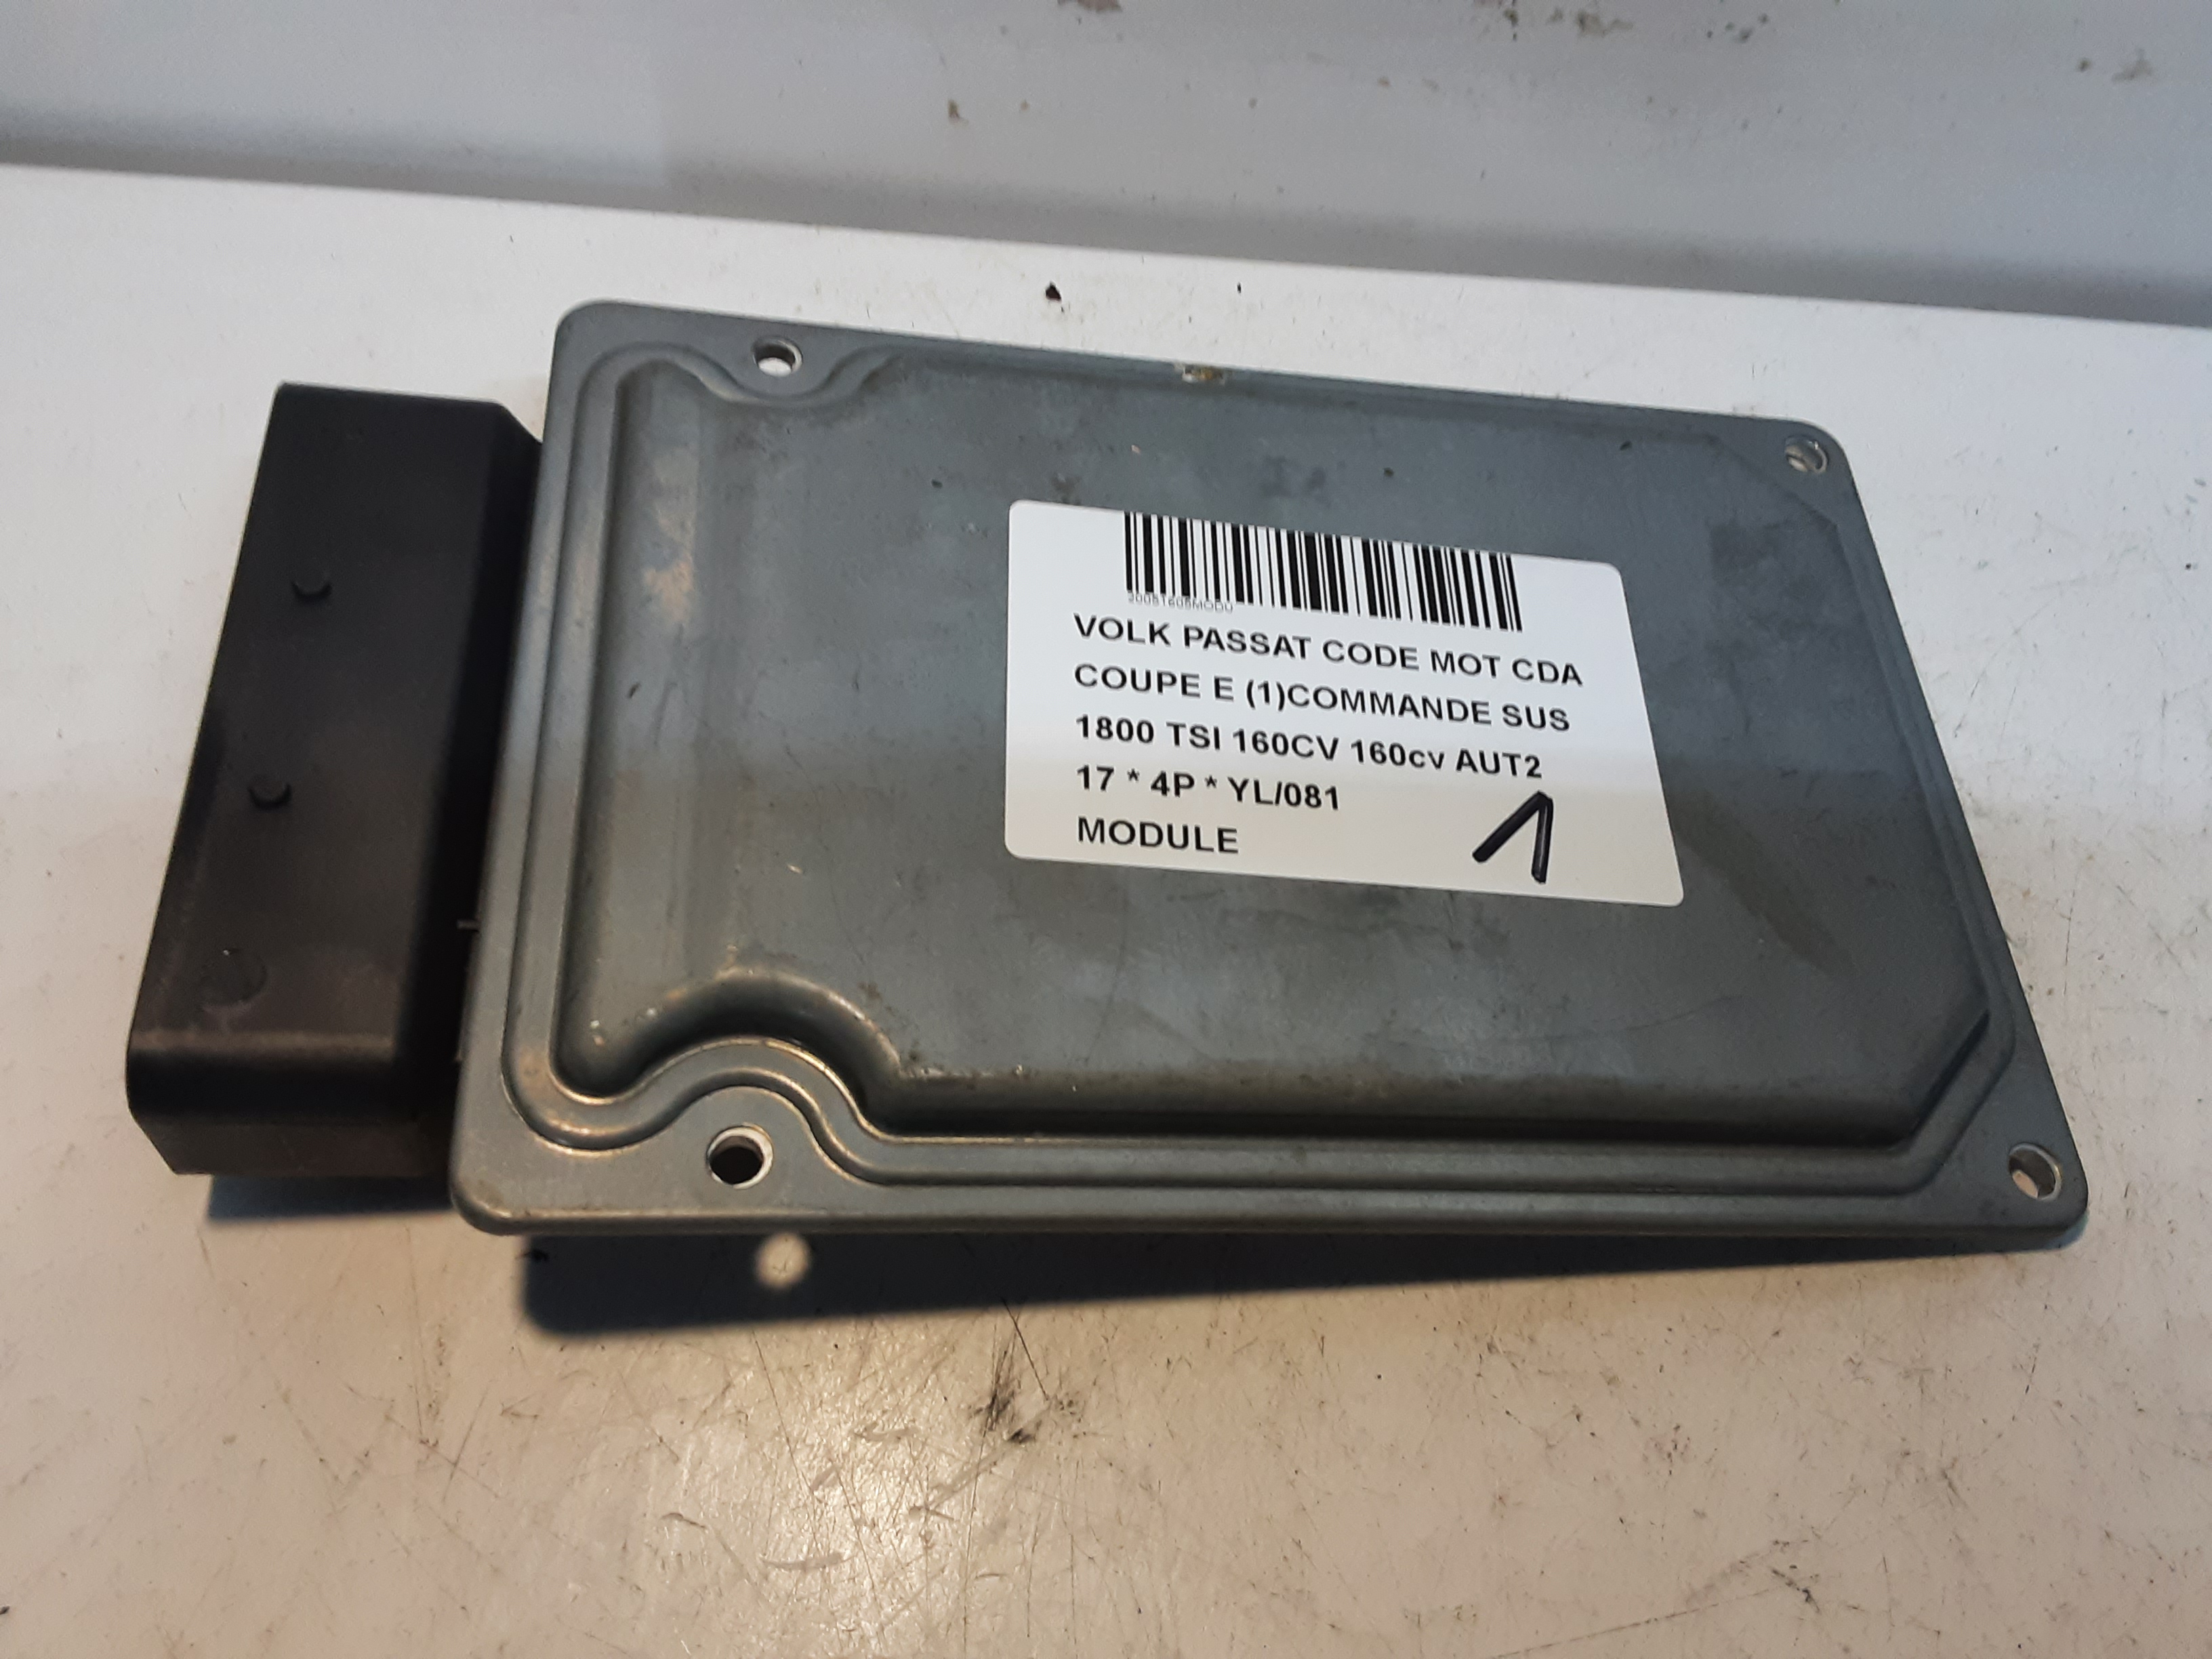 20051605MODU
VOLK PASSAT CODE MOT CDA
COUPE E (1)COMMANDE SUS
1800 TSI 160CV 160cv AUT2
17 * 4P * YL/081
MODULE
1